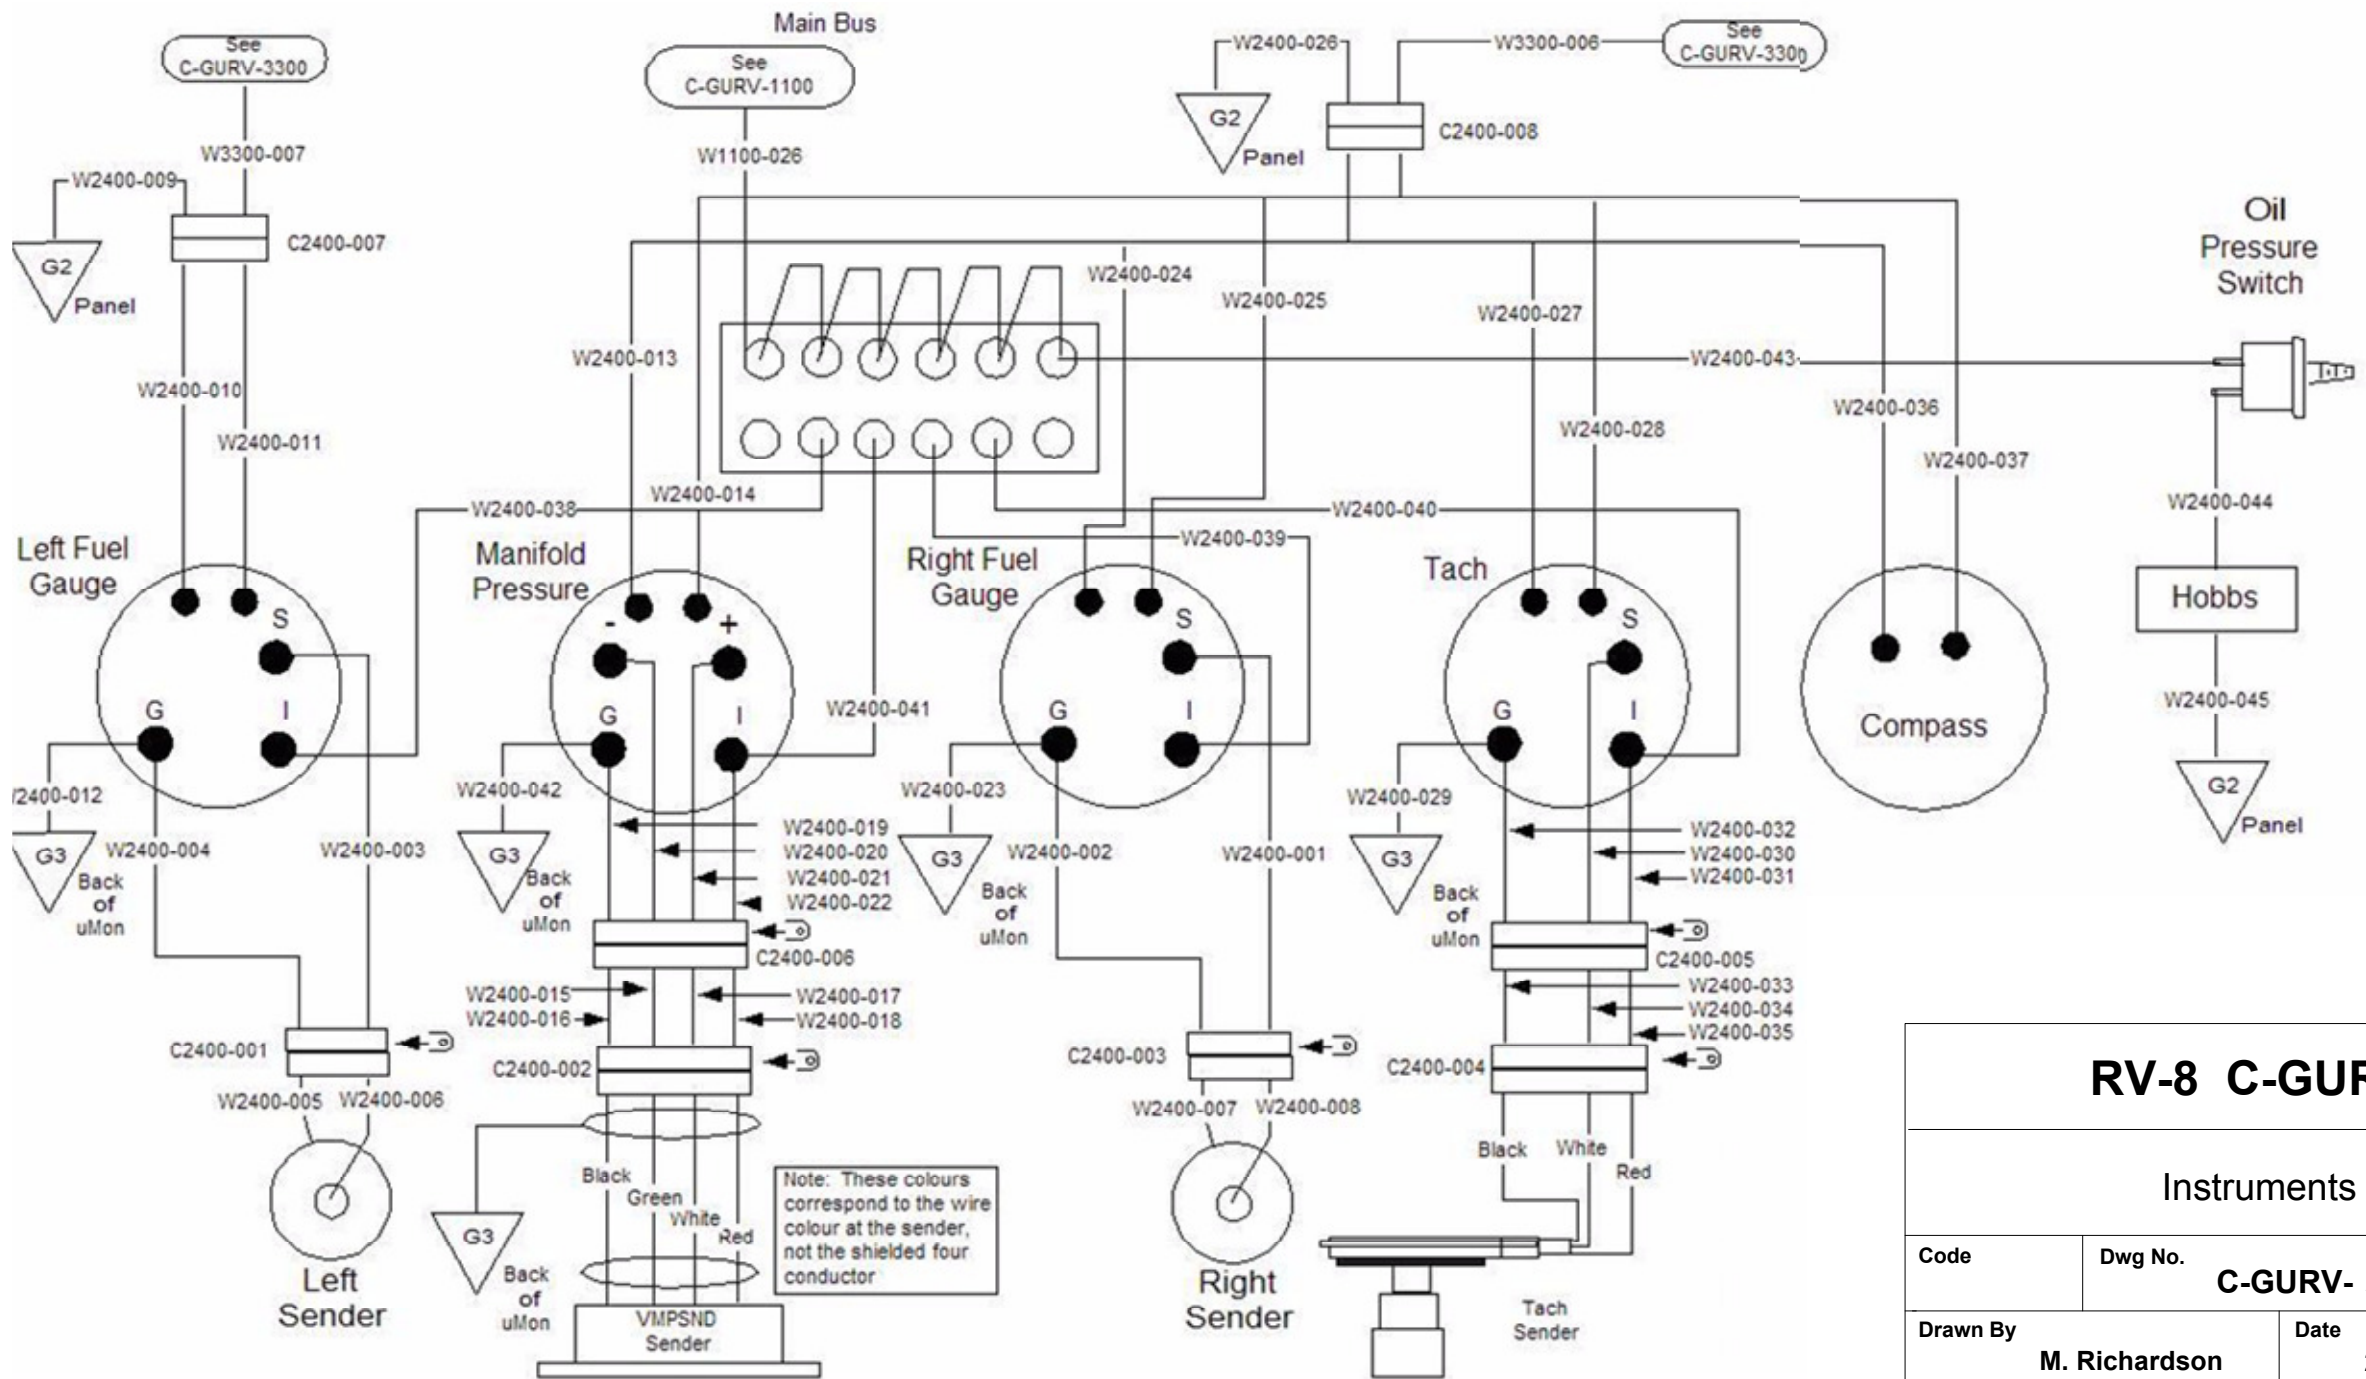 Main Bus
See
C-GURV-3300
See
C-GURV-1100
W2400-026
W3300-006
See
C-GURV-3300
G2
Panel
C2400-008
W3300-007
W1100-026
W2400-009
C2400-007
G2
Panel
Oil
Pressure
Switch
W2400-024
W2400-025
W2400-027
W2400-013
W2400-043
W2400-010
W2400-011
W2400-036
W2400-028
W2400-037
W2400-014
W2400-038
W2400-040
W2400-044
W2400-039
Left Fuel
Gauge
Manifold
Pressure
Right Fuel
Gauge
Tach
Hobbs
S
- +
S
S
G I
G I
G I
G I
W2400-041
Compass
W2400-045
G2
Panel
2400-012
W2400-042
W2400-023
W2400-029
G3
Back
of
uMon
W2400-004
W2400-003
G3
Back
of
uMon
W2400-019
W2400-020
W2400-021
W2400-022
G3
Back
of
uMon
W2400-002
W2400-001
G3
Back
of
uMon
W2400-032
W2400-030
W2400-031
C2400-006
C2400-005
W2400-015
W2400-016
W2400-017
W2400-018
W2400-033
W2400-034
W2400-035
C2400-001
C2400-002
C2400-003
C2400-004
W2400-005 W2400-006
W2400-007 W2400-008
Black
Green
White
Red
Black
White
Red
Note: These colours
correspond to the wire
colour at the sender,
not the shielded four
conductor
G3
Back
of
uMon
Left
Sender
VMPSND
Sender
Right
Sender
Tach
Sender
RV-8 C-GUR
Instruments
Code
Dwg No.
C-GURV-
Drawn By
M. Richardson
Date